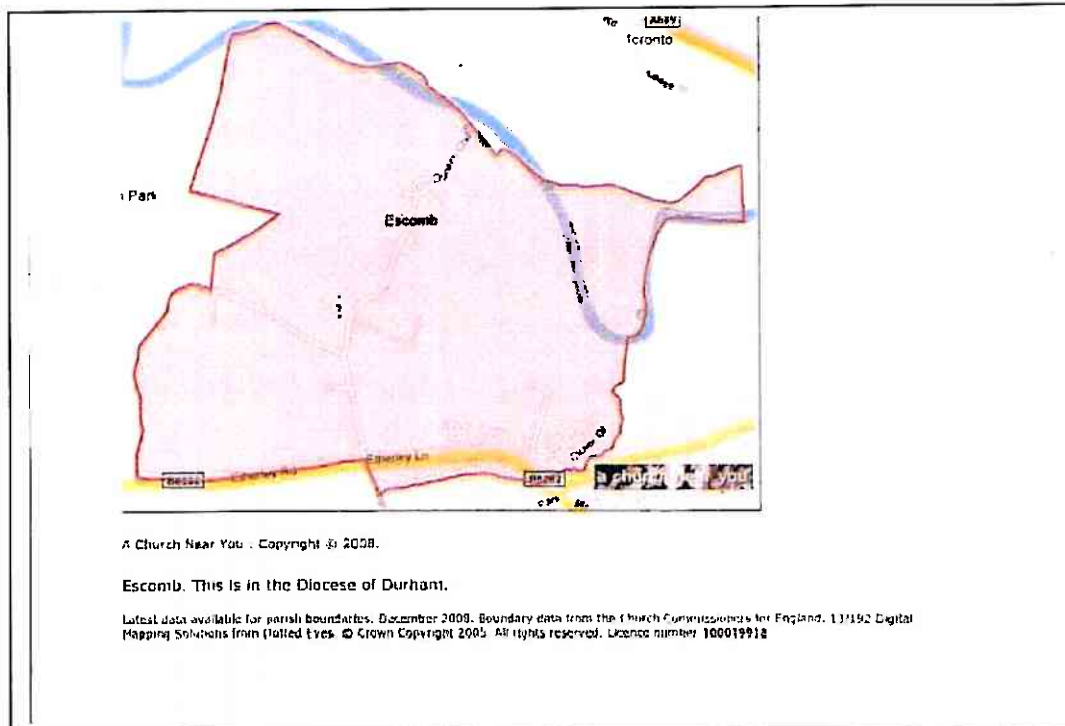 Toronto
Park
Escomb
Etherley Ln
a church near you
A Church Near You . Copyright © 2008.
Escomb. This is in the Diocese of Durham.
Latest data available for parish boundaries. December 2008. Boundary data from the Church Commissioners for England. 137192 Digital
Mapping Solutions from Dotted Eyes. © Crown Copyright 2005. All rights reserved. Licence number 100019918